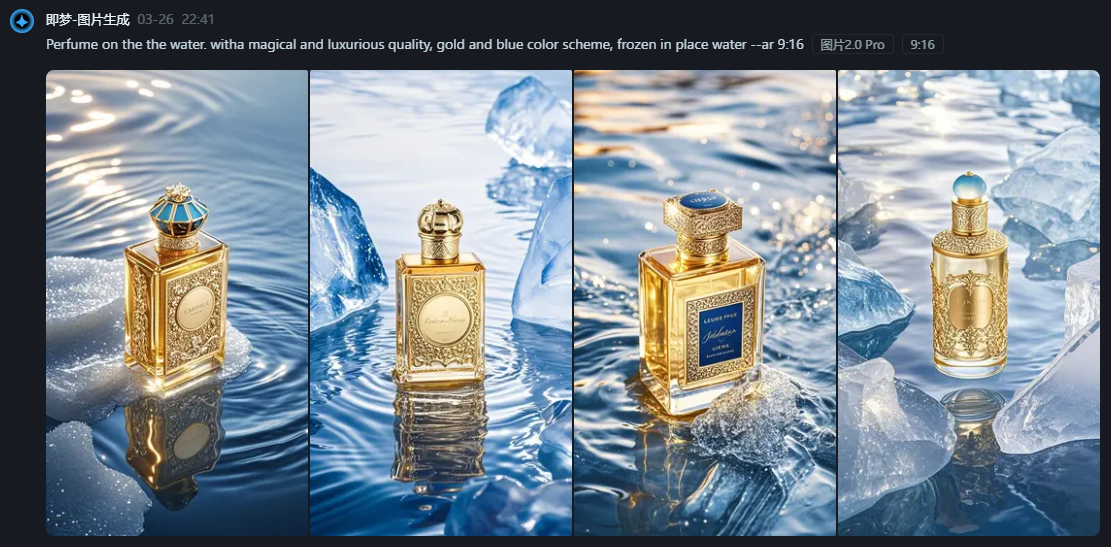 即梦-图片生成 03-26 22:41
Perfume on the the water. witha magical and luxurious quality, gold and blue color scheme, frozen in place water --ar 9:16 图片2.0 Pro 9:16